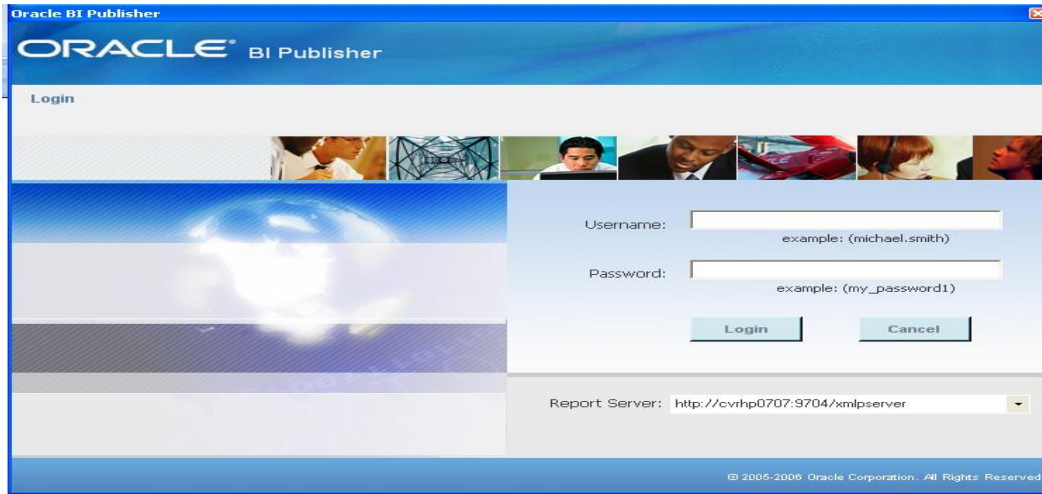 Oracle BI Publisher
ORACLE® BI Publisher
Login
Username:
example: (michael.smith)
Password:
example: (my_password1)
Login Cancel
Report Server: http://cvrhp0707:9704/xmlpserver
© 2005-2006 Oracle Corporation. All Rights Reserved